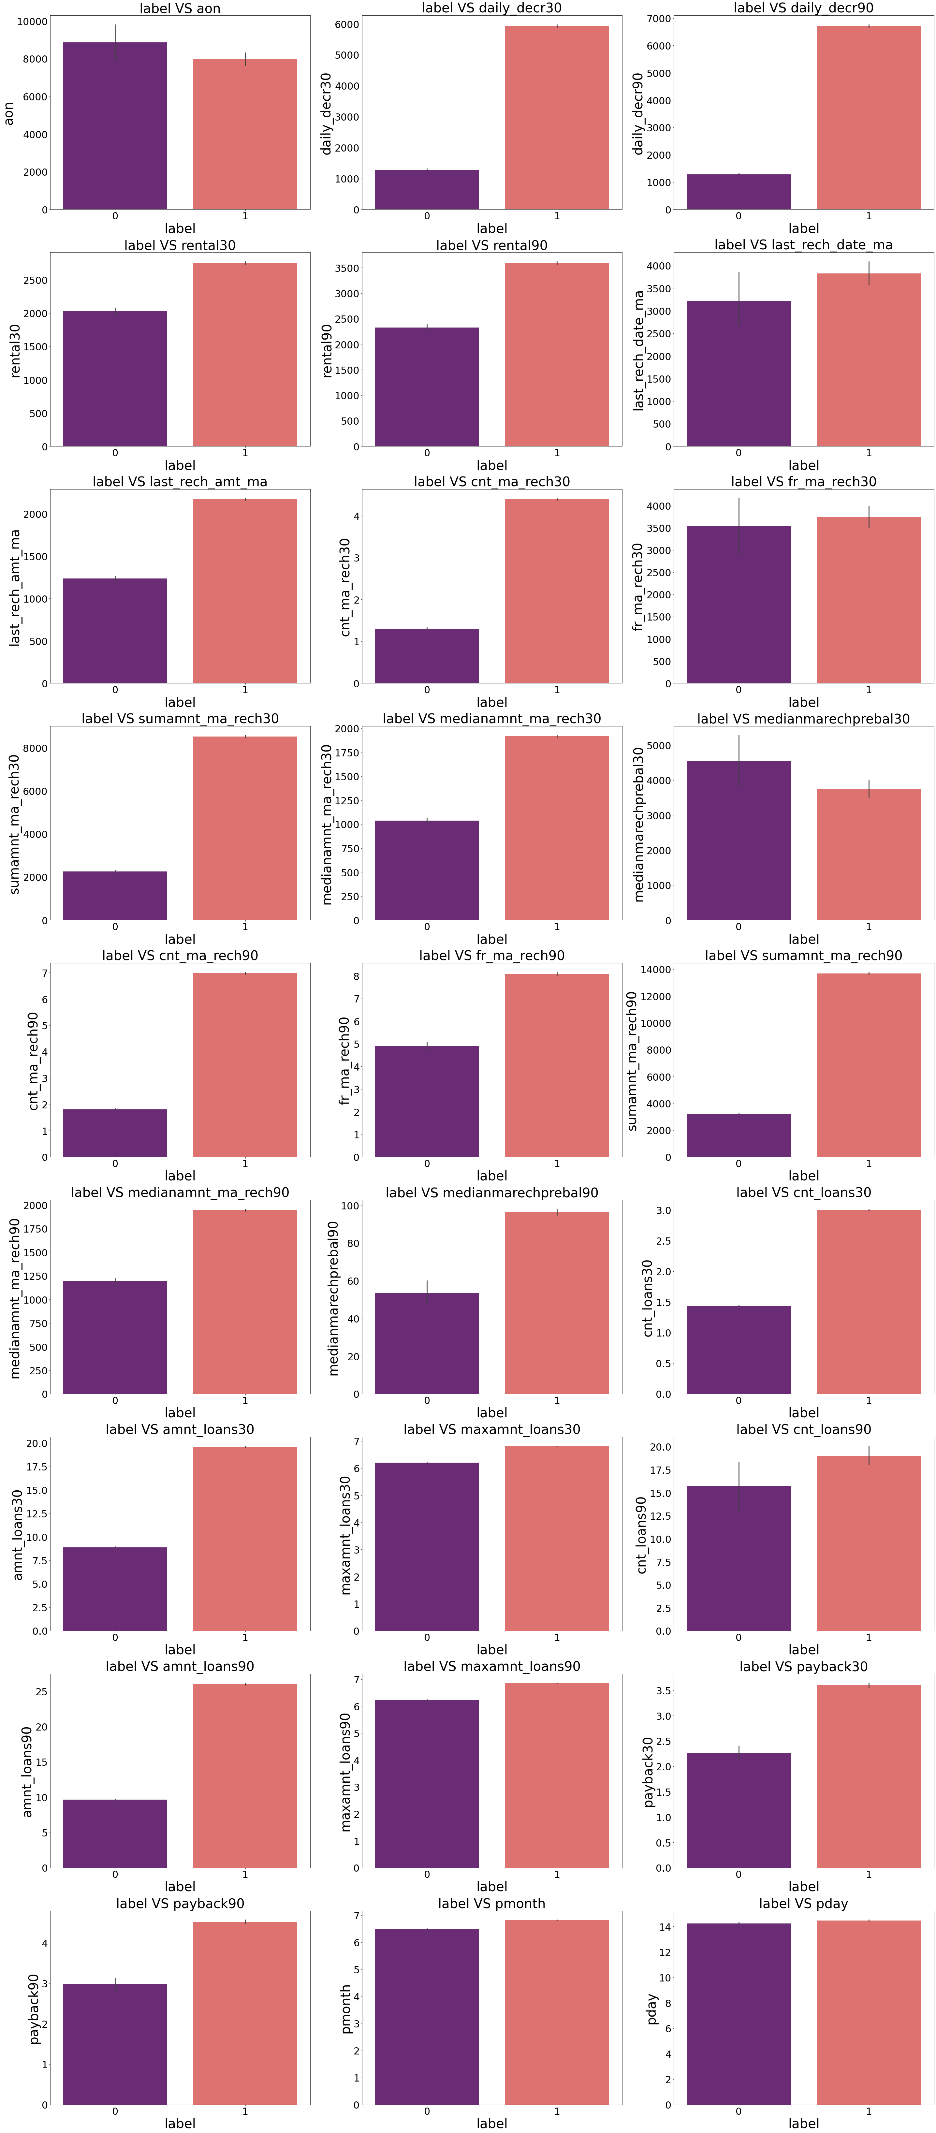 label VS aon
10000
8000
6000
4000
2000
0
aon
0 1
label
label VS daily_decr30
6000
5000
4000
3000
2000
1000
0
daily_decr30
0 1
label
label VS daily_decr90
7000
6000
5000
4000
3000
2000
1000
0
daily_decr90
0 1
label
label VS rental30
2500
2000
1500
1000
500
0
rental30
0 1
label
label VS rental90
3500
3000
2500
2000
1500
1000
500
0
rental90
0 1
label
label VS last_rech_date_ma
4000
3500
3000
2500
2000
1500
1000
500
0
last_rech_date_ma
0 1
label
label VS last_rech_amt_ma
2000
1500
1000
500
0
last_rech_amt_ma
0 1
label
label VS cnt_ma_rech30
4
3
2
1
0
cnt_ma_rech30
0 1
label
label VS fr_ma_rech30
4000
3500
3000
2500
2000
1500
1000
500
0
fr_ma_rech30
0 1
label
label VS sumamnt_ma_rech30
8000
6000
4000
2000
0
sumamnt_ma_rech30
0 1
label
label VS medianamnt_ma_rech30
2000
1750
1500
1250
1000
750
500
250
0
medianamnt_ma_rech30
0 1
label
label VS medianmarechprebal30
5000
4000
3000
2000
1000
0
medianmarechprebal30
0 1
label
label VS cnt_ma_rech90
7
6
5
4
3
2
1
0
cnt_ma_rech90
0 1
label
label VS fr_ma_rech90
8
7
6
5
4
3
2
1
0
fr_ma_rech90
0 1
label
label VS sumamnt_ma_rech90
14000
12000
10000
8000
6000
4000
2000
0
sumamnt_ma_rech90
0 1
label
label VS medianamnt_ma_rech90
2000
1750
1500
1250
1000
750
500
250
0
medianamnt_ma_rech90
0 1
label
label VS medianmarechprebal90
100
80
60
40
20
0
medianmarechprebal90
0 1
label
label VS cnt_loans30
3.0
2.5
2.0
1.5
1.0
0.5
0.0
cnt_loans30
0 1
label
label VS amnt_loans30
20.0
17.5
15.0
12.5
10.0
7.5
5.0
2.5
0.0
amnt_loans30
0 1
label
label VS maxamnt_loans30
7
6
5
4
3
2
1
0
maxamnt_loans30
0 1
label
label VS cnt_loans90
20.0
17.5
15.0
12.5
10.0
7.5
5.0
2.5
0.0
cnt_loans90
0 1
label
label VS amnt_loans90
25
20
15
10
5
0
amnt_loans90
0 1
label
label VS maxamnt_loans90
7
6
5
4
3
2
1
0
maxamnt_loans90
0 1
label
label VS payback30
3.5
3.0
2.5
2.0
1.5
1.0
0.5
0.0
payback30
0 1
label
label VS payback90
4
3
2
1
0
payback90
0 1
label
label VS pmonth
7
6
5
4
3
2
1
0
pmonth
0 1
label
label VS pday
14
12
10
8
6
4
2
0
pday
0 1
label